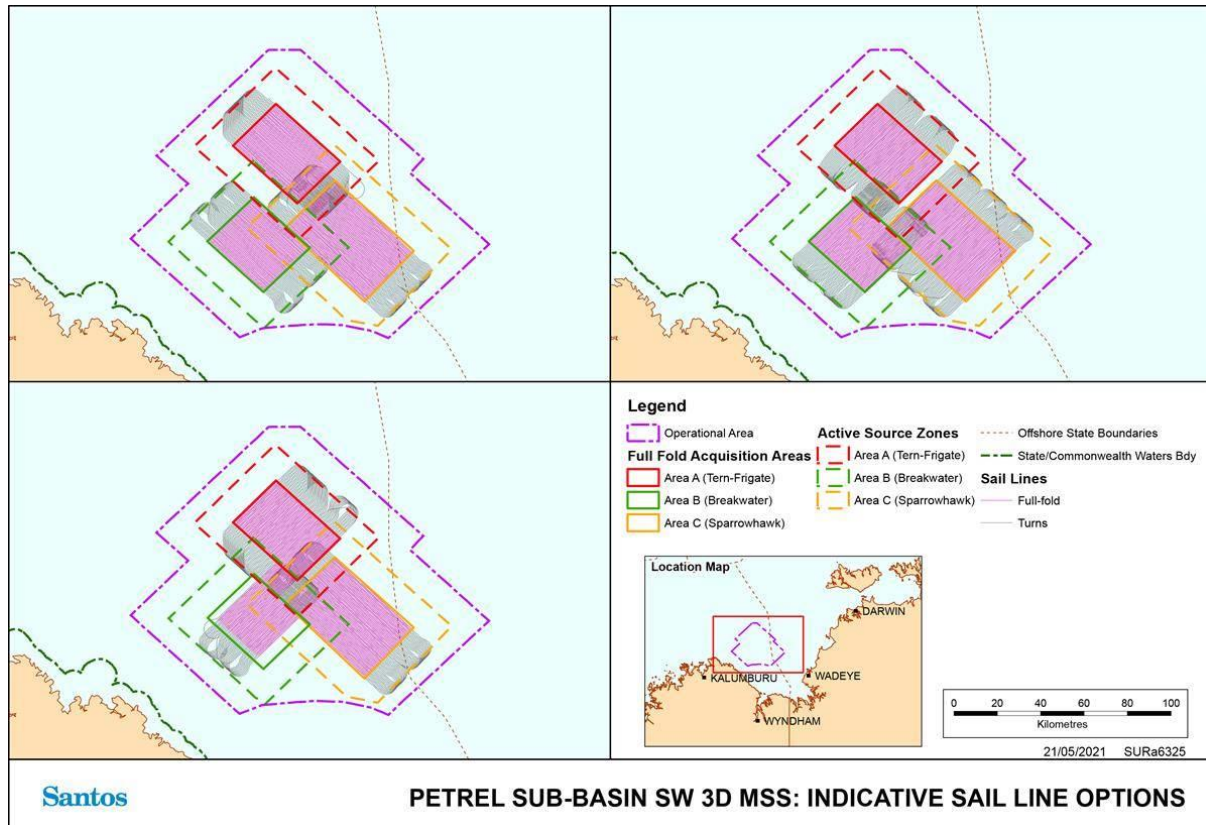 Legend
Operational Area
Full Fold Acquisition Areas
Area A (Tern-Frigate)
Area B (Breakwater)
Area C (Sparrowhawk)
Active Source Zones
Area A (Tern-Frigate)
Area B (Breakwater)
Area C (Sparrowhawk)
Offshore State Boundaries
State/Commonwealth Waters Bdy
Sail Lines
Full-fold
Turns
Location Map
DARWIN
KALUMBURU
WADEYE
WYNDHAM
0 20 40 60 80 100
Kilometres
21/05/2021 SURa6325
Santos
PETREL SUB-BASIN SW 3D MSS: INDICATIVE SAIL LINE OPTIONS